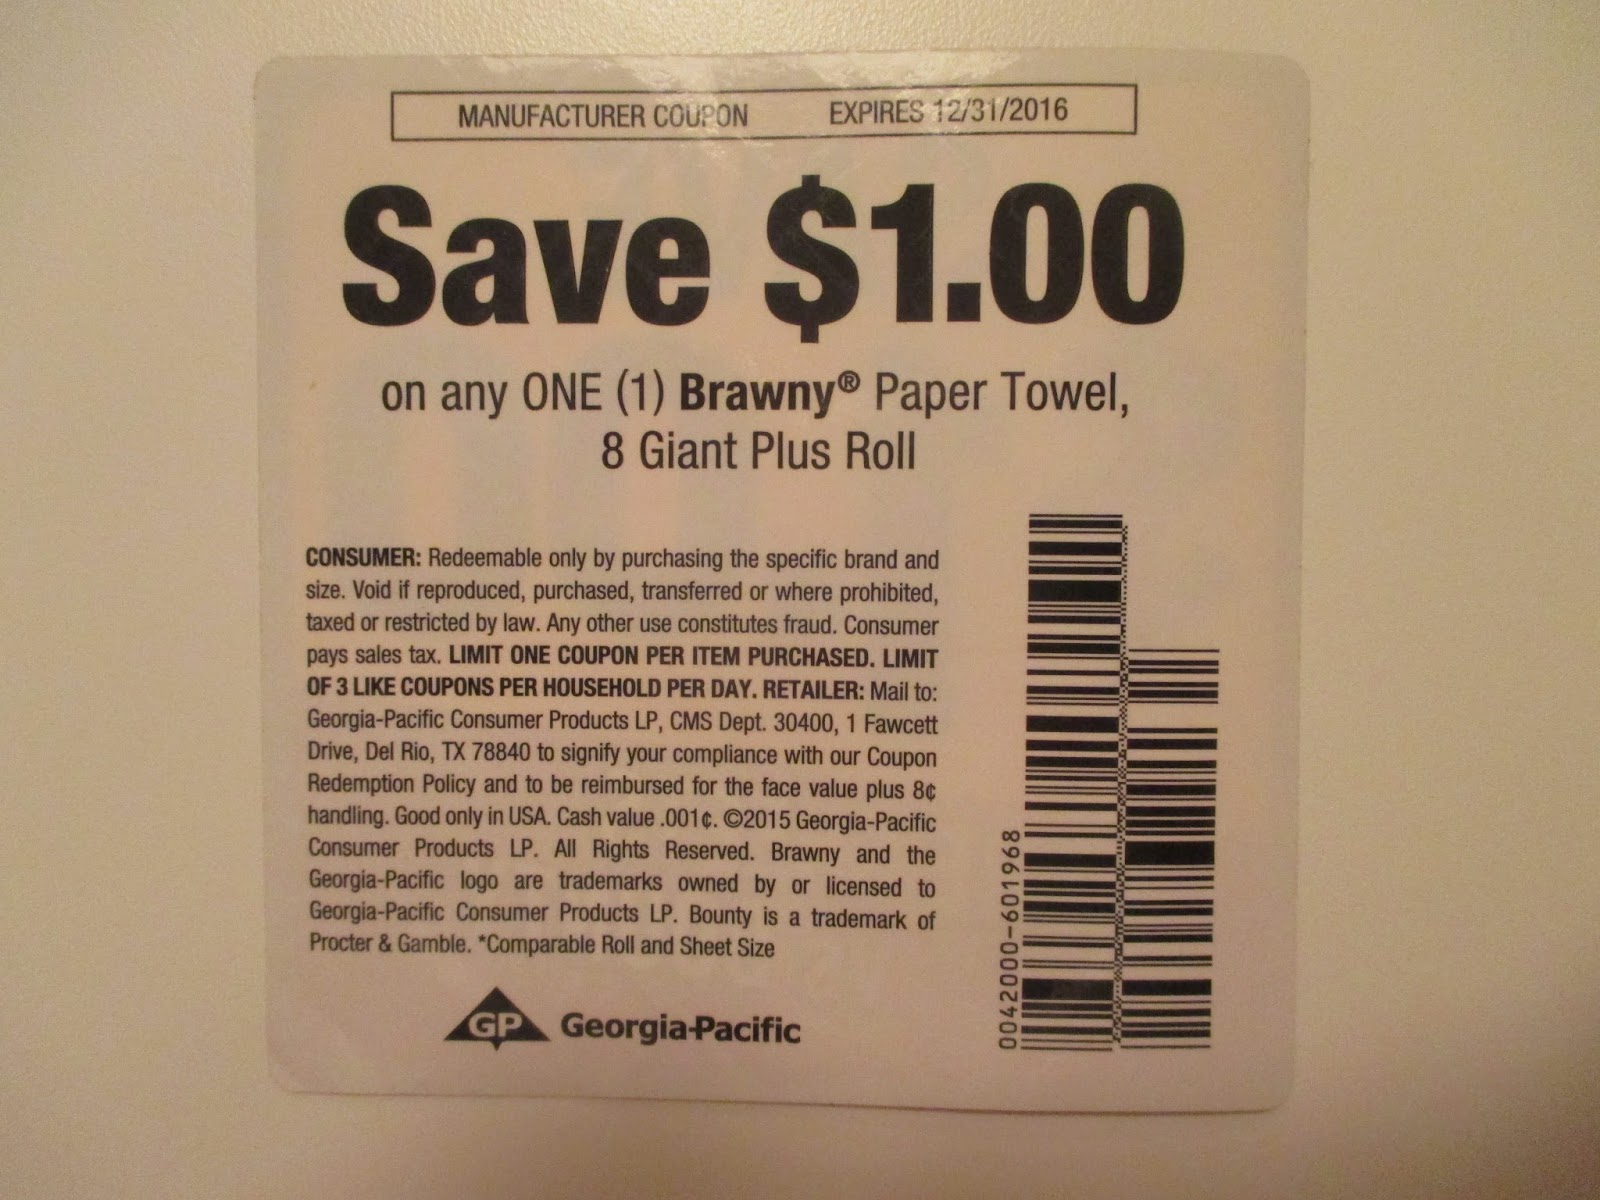 MANUFACTURER COUPON EXPIRES 12/31/2016
Save $1.00
on any ONE (1) Brawny® Paper Towel,
8 Giant Plus Roll
CONSUMER: Redeemable only by purchasing the specific brand and
size. Void if reproduced, purchased, transferred or where prohibited,
taxed or restricted by law. Any other use constitutes fraud. Consumer
pays sales tax. LIMIT ONE COUPON PER ITEM PURCHASED. LIMIT
OF 3 LIKE COUPONS PER HOUSEHOLD PER DAY. RETAILER: Mail to:
Georgia-Pacific Consumer Products LP, CMS Dept. 30400, 1 Fawcett
Drive, Del Rio, TX 78840 to signify your compliance with our Coupon
Redemption Policy and to be reimbursed for the face value plus 8¢
handling. Good only in USA. Cash value .001¢. ©2015 Georgia-Pacific
Consumer Products LP. All Rights Reserved. Brawny and the
Georgia-Pacific logo are trademarks owned by or licensed to
Georgia-Pacific Consumer Products LP. Bounty is a trademark of
Procter & Gamble. *Comparable Roll and Sheet Size
GP Georgia-Pacific
0042000-601968